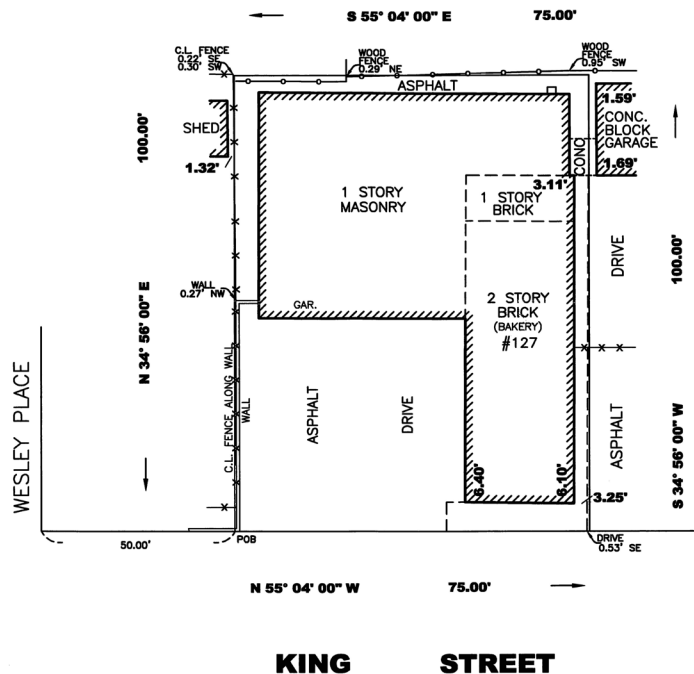 S 55° 04' 00" E 75.00'
C.L. FENCE
0.22' SE
0.30' SW
WOOD
FENCE
0.29' NE
WOOD
FENCE
0.95' SW
ASPHALT
SHED
1.32'
100.00'
1.59'
CONC.
BLOCK
GARAGE
1.69'
CONC
3.11'
1 STORY
MASONRY
1 STORY
BRICK
DRIVE
100.00'
WALL
0.27' NW
GAR.
2 STORY
BRICK
(BAKERY)
#127
N 34° 56' 00" E
WESLEY PLACE
C.L. FENCE ALONG WALL
WALL
ASPHALT
DRIVE
ASPHALT
S 34° 56' 00" W
6.40'
6.10'
3.25'
50.00'
POB
DRIVE
0.53' SE
N 55° 04' 00" W 75.00'
KING STREET